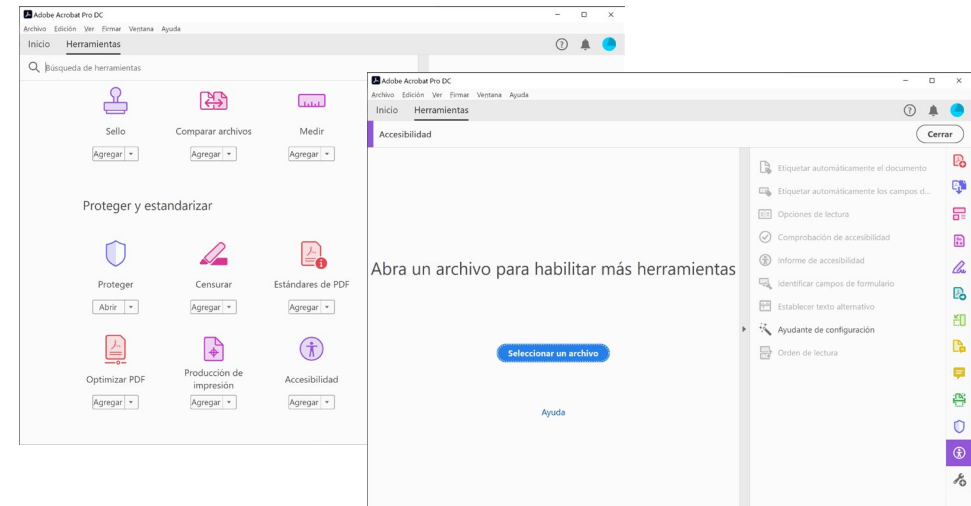 Adobe Acrobat Pro DC
Archivo Edición Ver Firmar Ventana Ayuda
Inicio Herramientas
Búsqueda de herramientas
Sello Comparar archivos Medir
Agregar Agregar Agregar
Proteger y estandarizar
Proteger Censurar Estándares de PDF
Abrir Agregar Agregar
Optimizar PDF Producción de impresión Accesibilidad
Agregar Agregar Agregar
Adobe Acrobat Pro DC
Archivo Edición Ver Firmar Ventana Ayuda
Inicio Herramientas
Accesibilidad Cerrar
Abra un archivo para habilitar más herramientas
Seleccionar un archivo
Ayuda
Etiquetar automáticamente el documento
Etiquetar automáticamente los campos d...
Opciones de lectura
Comprobación de accesibilidad
Informe de accesibilidad
Identificar campos de formulario
Establecer texto alternativo
Ayudante de configuración
Orden de lectura